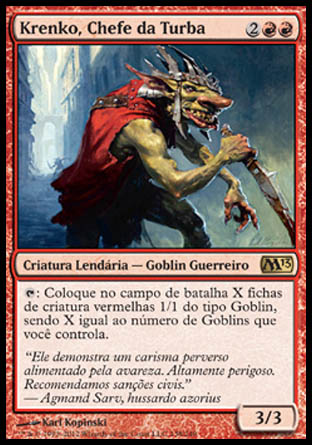 Krenko, Chefe da Turba 2
Criatura Lendária — Goblin Guerreiro M13
: Coloque no campo de batalha X fichas
de criatura vermelhas 1/1 do tipo Goblin,
sendo X igual ao número de Goblins que
você controla.
“Ele demonstra um carisma perverso
alimentado pela avareza. Altamente perigoso.
Recomendamos sanções civis.”
— Agmand Sarv, hussardo azorius
Karl Kopinski
3/3